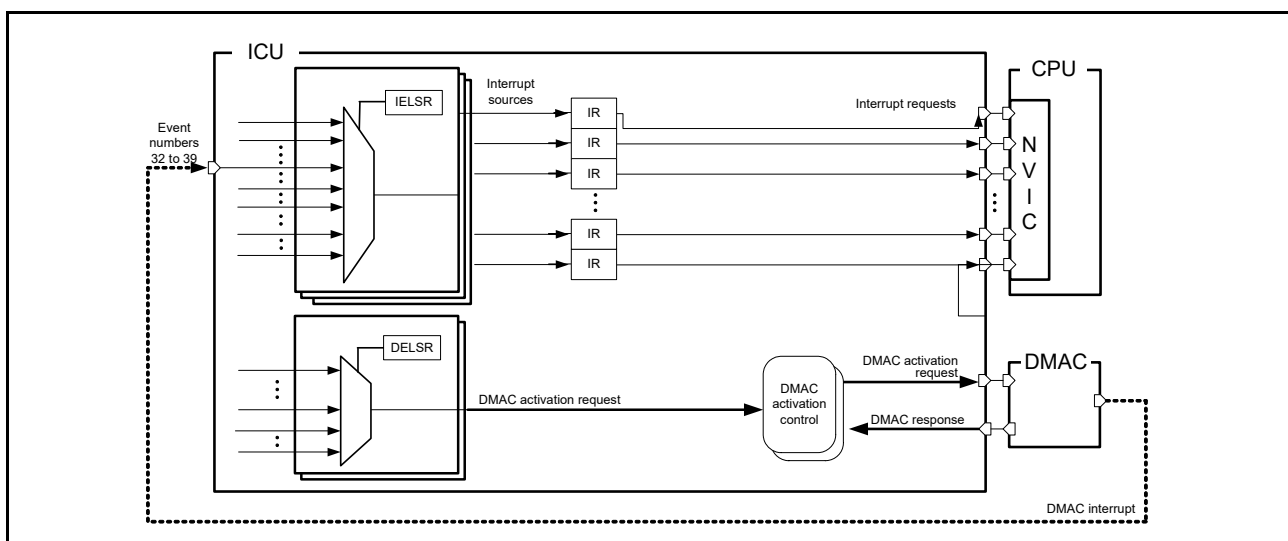 ICU
CPU
IELSR
Interrupt
sources
Interrupt requests
IR
IR
IR
IR
IR
N
V
I
C
Event
numbers
32 to 39
DELSR
DMAC activation request
DMAC
activation
control
DMAC activation
request
DMAC response
DMAC
DMAC interrupt